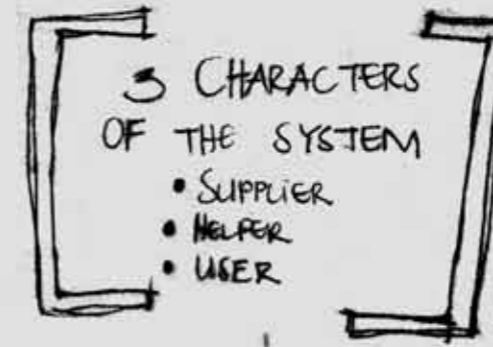 3 CHARACTERS
OF THE SYSTEM
• SUPPLIER
• HELPER
• USER